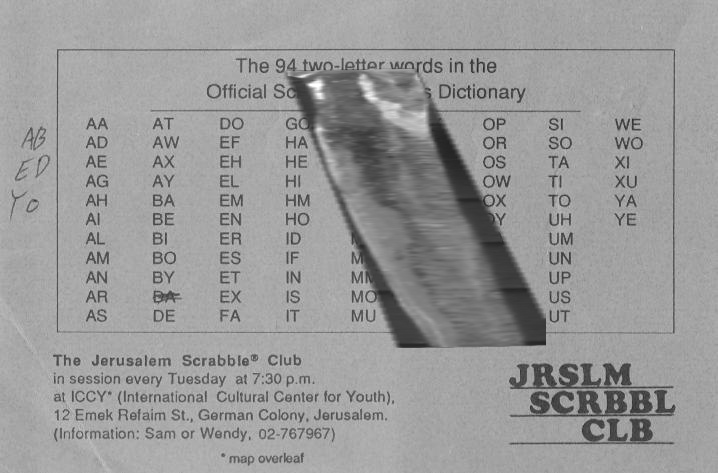 The 94 two-letter words in the
Official Dictionary
AB
ED
Yo
AA AT DO GO OP SI WE
AD AW EF HA OR SO WO
AE AX EH HE OS TA XI
AG AY EL HI OW TI XU
AH BA EM HM OX TO YA
AI BE EN HO UH YE
AL BI ER ID UM
AM BO ES IF UN
AN BY ET IN UP
AR DA EX IS MO US
AS DE FA IT MU UT
The Jerusalem Scrabble® Club
in session every Tuesday at 7:30 p.m.
at ICCY* (International Cultural Center for Youth),
12 Emek Refaim St., German Colony, Jerusalem.
(Information: Sam or Wendy, 02-767967)
* map overleaf
JRSLM
SCRBBL
CLB